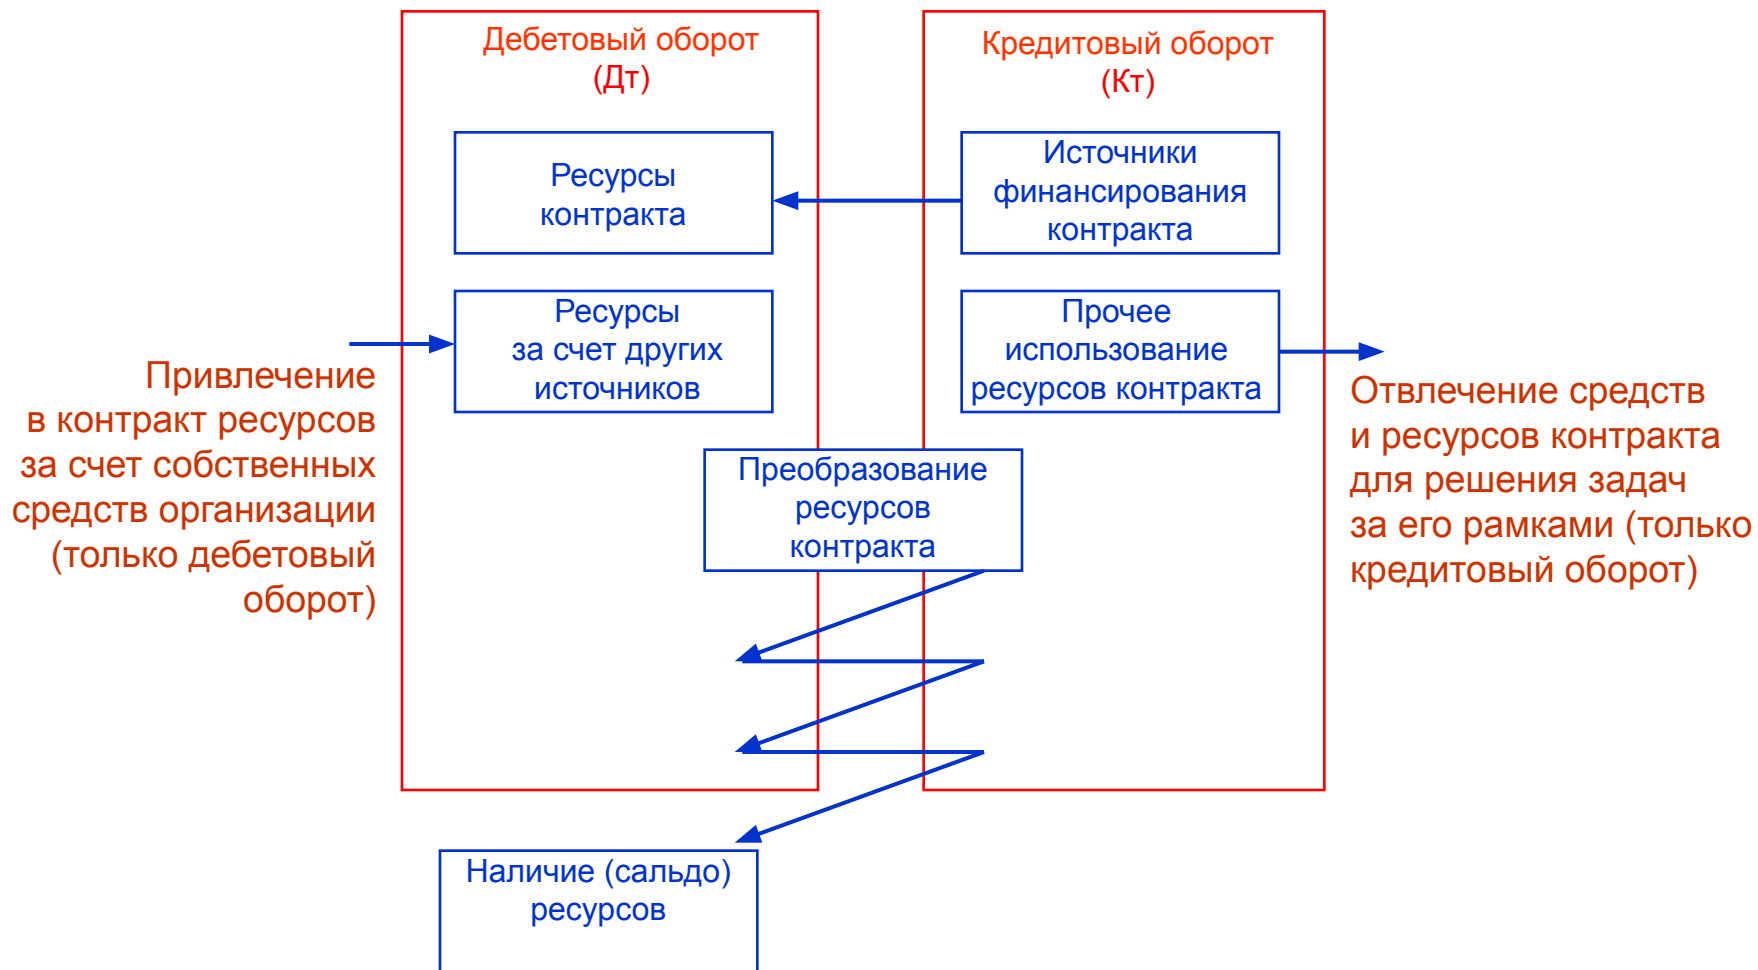 Дебетовый оборот
(Дт)
Кредитовый оборот
(Кт)
Ресурсы
контракта
Источники
финансирования
контракта
Ресурсы
за счет других
источников
Прочее
использование
ресурсов контракта
Привлечение
в контракт ресурсов
за счет собственных
средств организации
(только дебетовый
оборот)
Отвлечение средств
и ресурсов контракта
для решения задач
за его рамками (только
кредитовый оборот)
Преобразование
ресурсов
контракта
Наличие (сальдо)
ресурсов